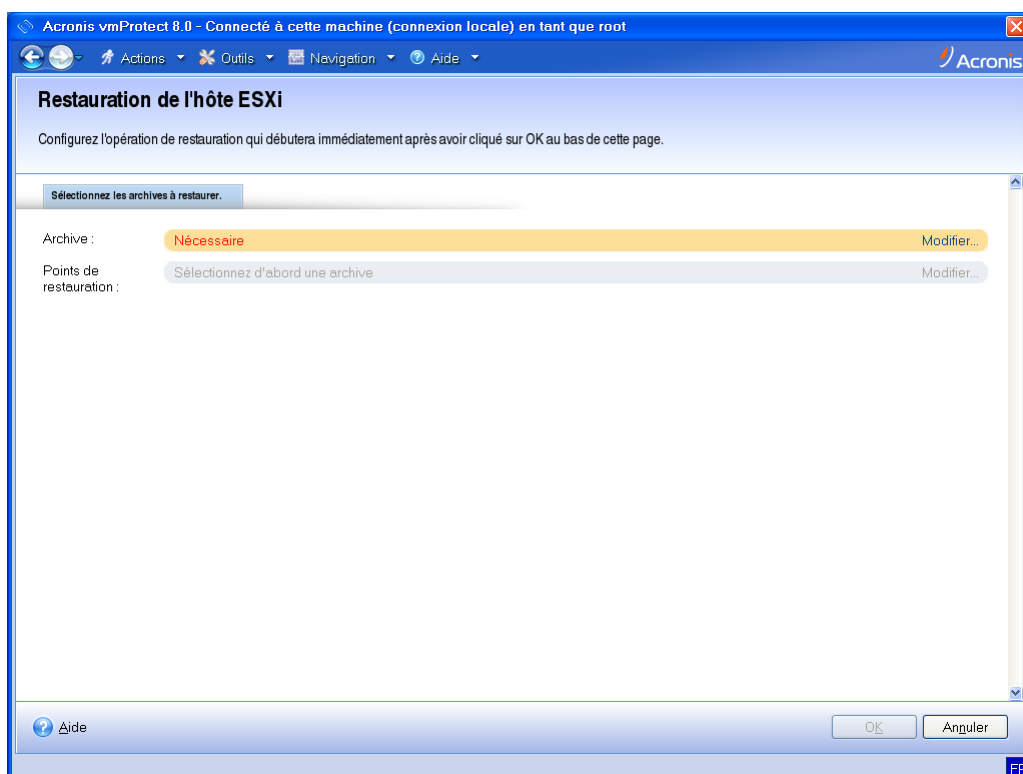 Acronis vmProtect 8.0 - Connecté à cette machine (connexion locale) en tant que root
Actions Outils Navigation Aide
Acronis
Restauration de l'hôte ESXi
Configurez l'opération de restauration qui débutera immédiatement après avoir cliqué sur OK au bas de cette page.
Sélectionnez les archives à restaurer.
Archive : Nécessaire Modifier...
Points de restauration : Sélectionnez d'abord une archive Modifier...
Aide OK Annuler
FR